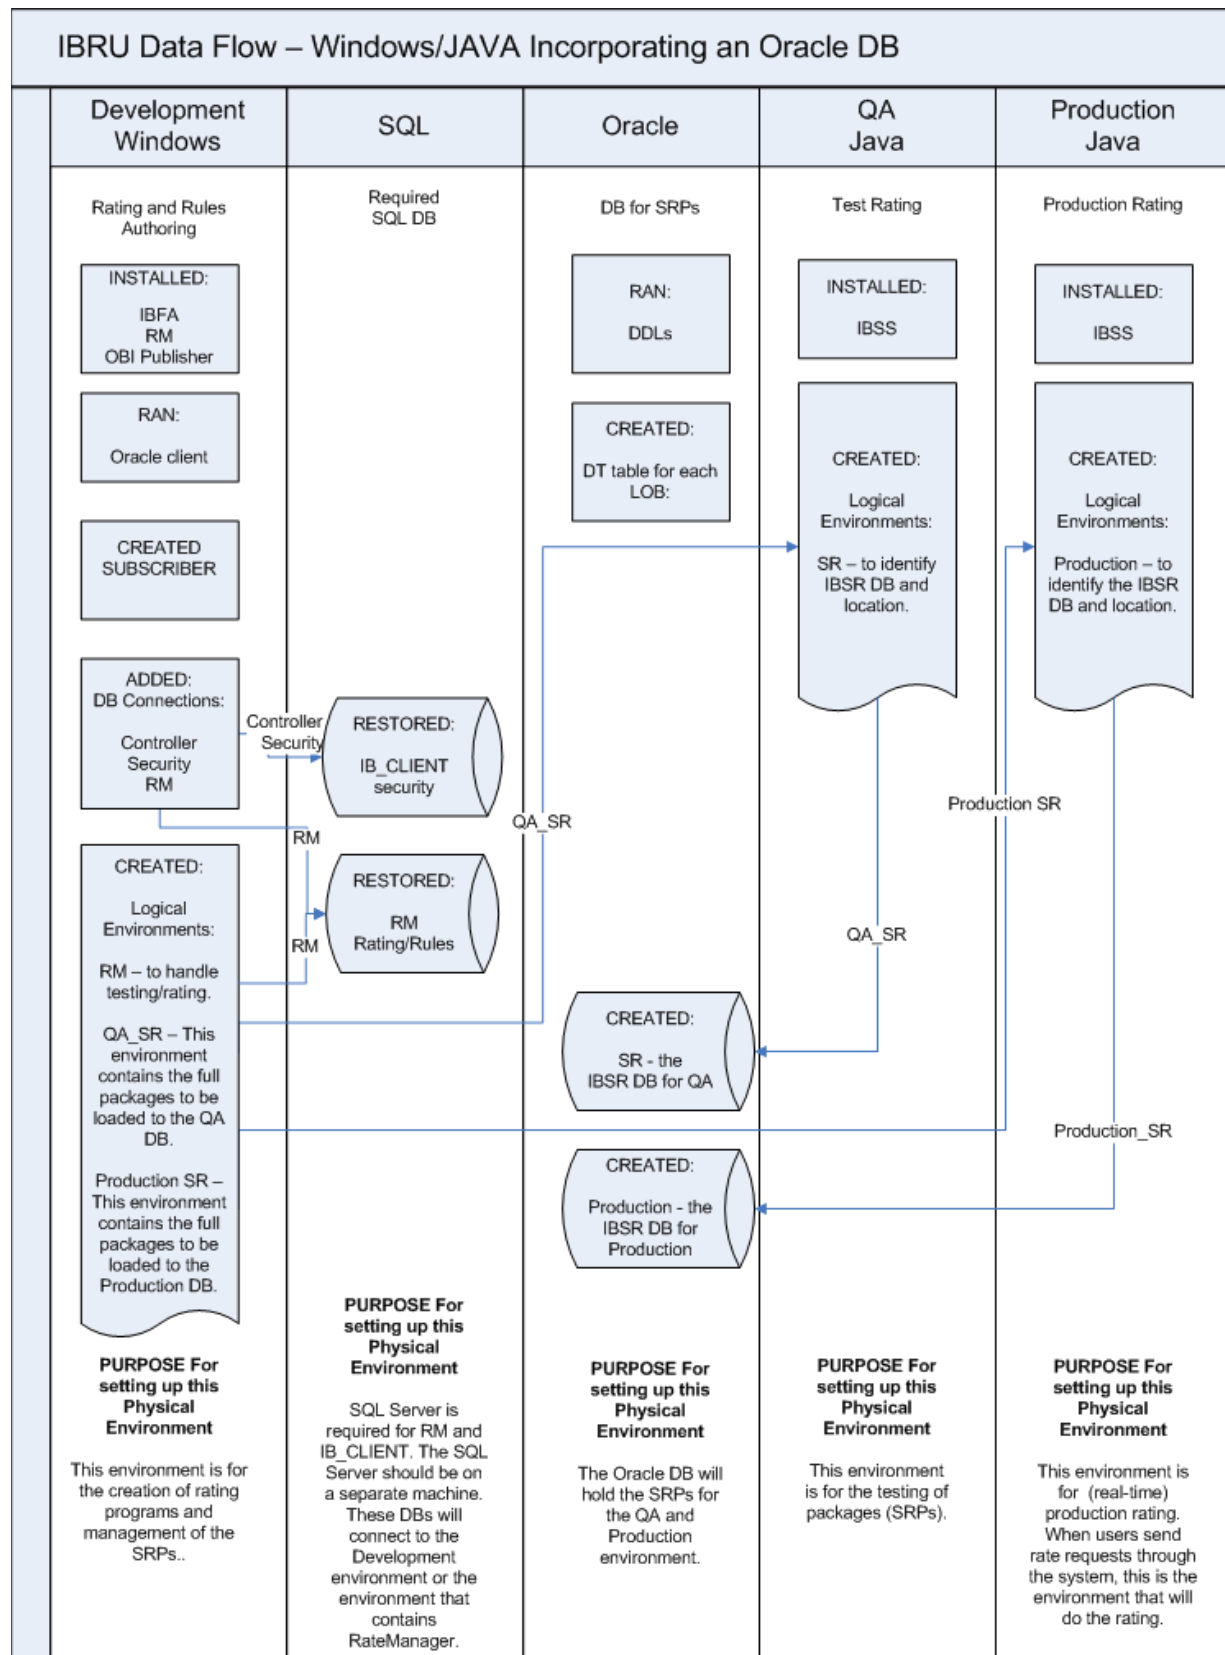 IBRU Data Flow – Windows/JAVA Incorporating an Oracle DB
Development
Windows
SQL
Oracle
QA
Java
Production
Java
Rating and Rules
Authoring
INSTALLED:
IBFA
RM
OBI Publisher
RAN:
Oracle client
CREATED
SUBSCRIBER
ADDED:
DB Connections:
Controller
Security
RM
CREATED:
Logical
Environments:
RM – to handle
testing/rating.
QA_SR – This
environment
contains the full
packages to be
loaded to the QA
DB.
Production SR –
This environment
contains the full
packages to be
loaded to the
Production DB.
PURPOSE For
setting up this
Physical
Environment
This environment is for
the creation of rating
programs and
management of the
SRPs..
Required
SQL DB
Controller
Security
RESTORED:
IB_CLIENT
security
RM
RESTORED:
RM
Rating/Rules
RM
PURPOSE For
setting up this
Physical
Environment
SQL Server is
required for RM and
IB_CLIENT. The SQL
Server should be on
a separate machine.
These DBs will
connect to the
Development
environment or the
environment that
contains
RateManager.
DB for SRPs
RAN:
DDLs
CREATED:
DT table for each
LOB:
QA_SR
CREATED:
SR - the
IBSR DB for QA
CREATED:
Production - the
IBSR DB for
Production
PURPOSE For
setting up this
Physical
Environment
The Oracle DB will
hold the SRPs for
the QA and
Production
environment.
Test Rating
INSTALLED:
IBSS
CREATED:
Logical
Environments:
SR – to identify
IBSR DB and
location.
QA_SR
PURPOSE For
setting up this
Physical
Environment
This environment
is for the testing of
packages (SRPs).
Production Rating
INSTALLED:
IBSS
CREATED:
Logical
Environments:
Production – to
identify the IBSR
DB and location.
Production SR
Production_SR
PURPOSE For
setting up this
Physical
Environment
This environment is
for (real-time)
production rating.
When users send
rate requests through
the system, this is the
environment that will
do the rating.